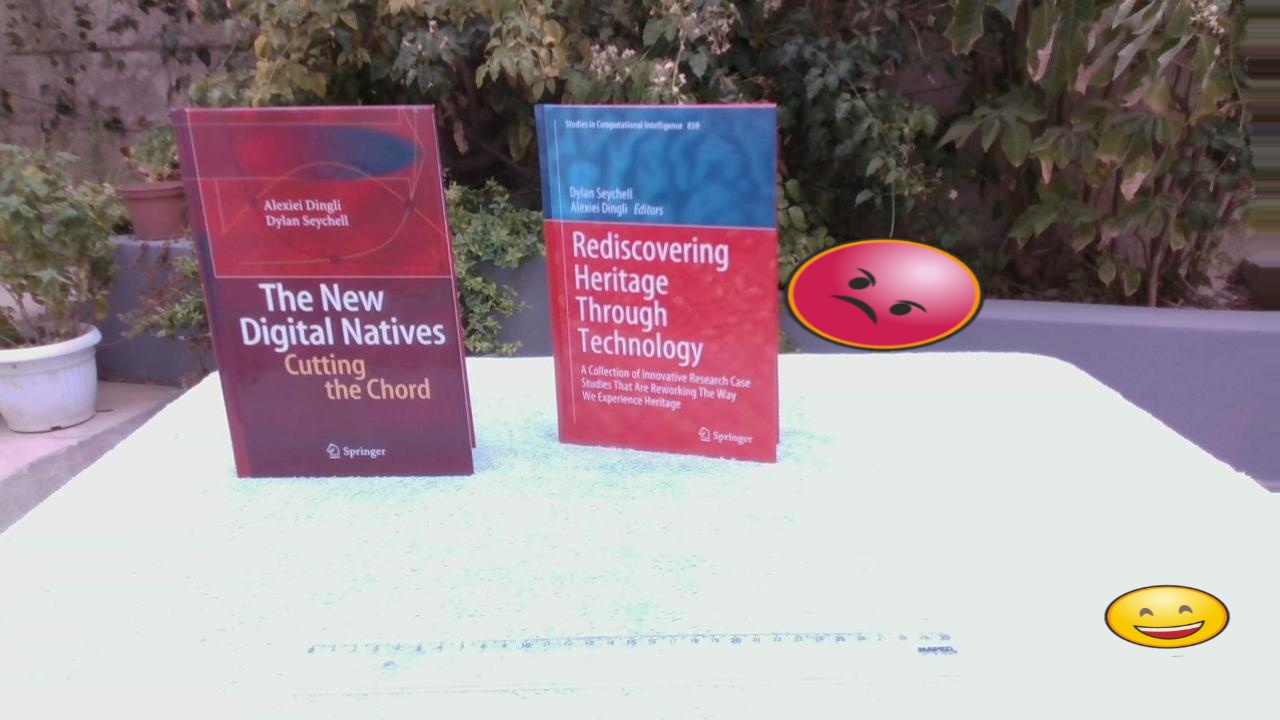 Alexiei Dingli
Dylan Seychell
The New
Digital Natives
Cutting
the Chord
Springer
Studies in Computational Intelligence 859
Dylan Seychell
Alexiei Dingli Editors
Rediscovering
Heritage
Through
Technology
A Collection of Innovative Research Case
Studies That Are Reworking The Way
We Experience Heritage
Springer